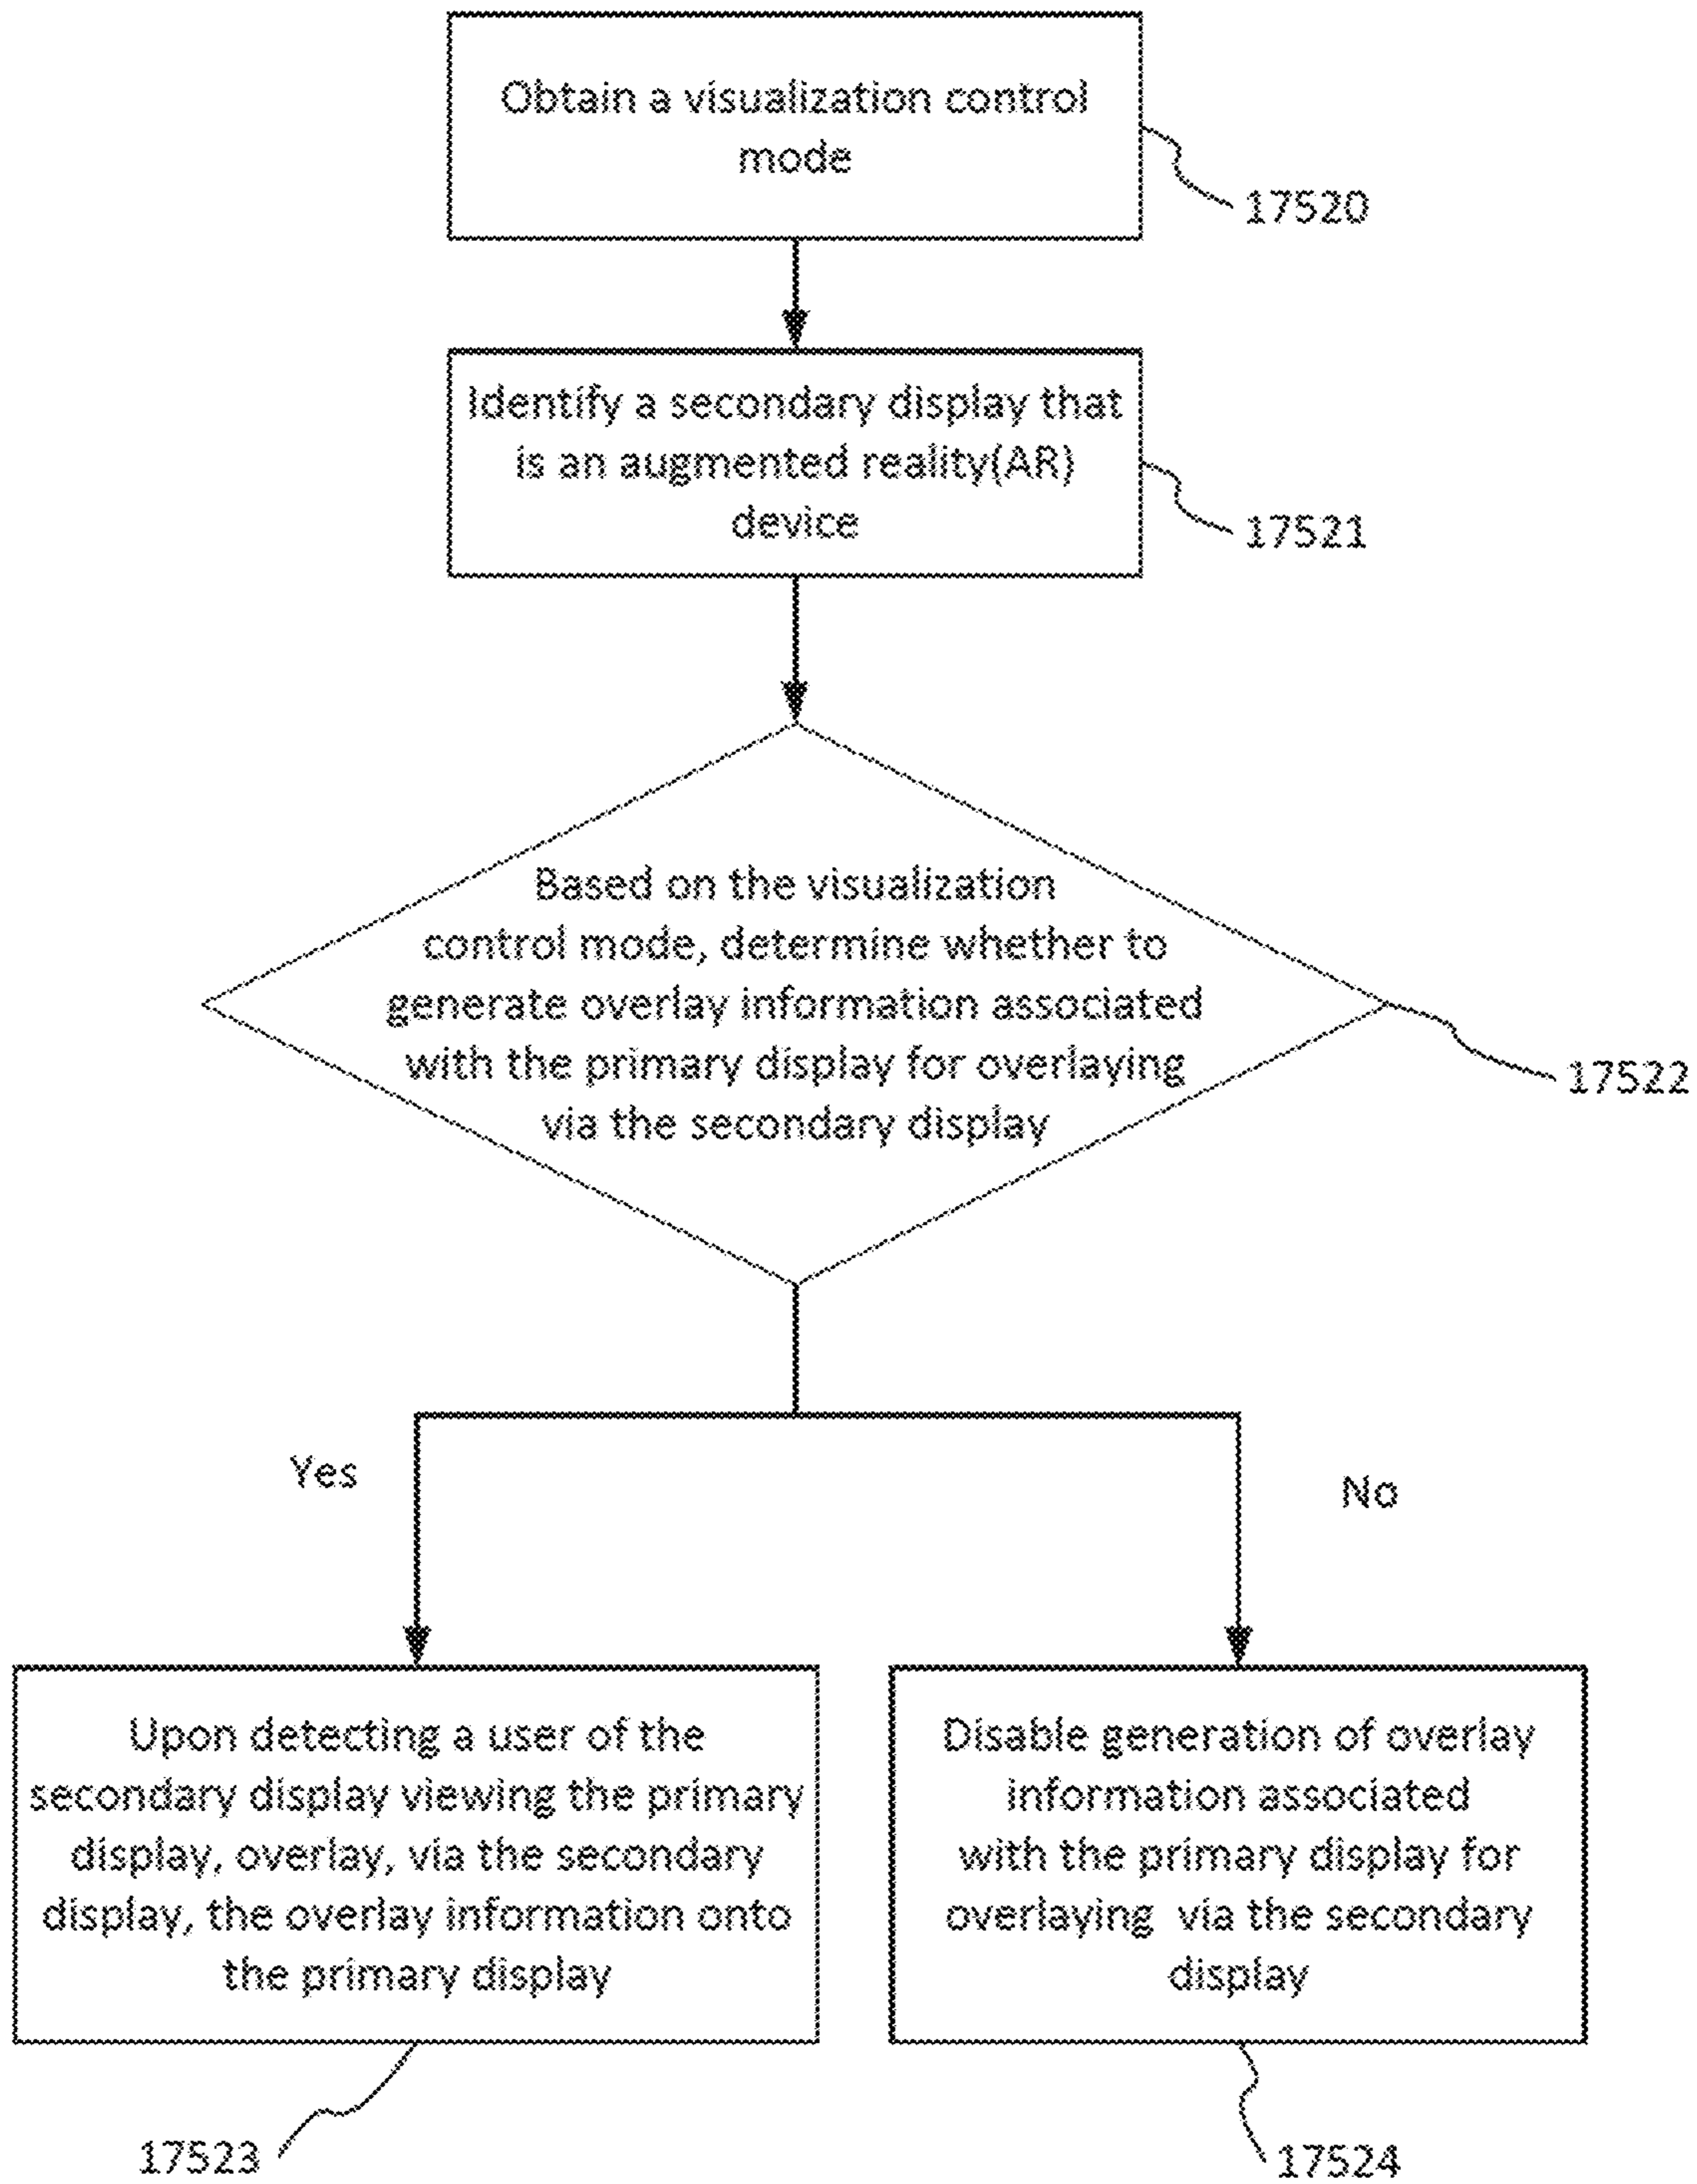 Obtain a visualization control
mode
17520
Identify a secondary display that
is an augmented reality(AR)
device
17521
Based on the visualization
control mode, determine whether to
generate overlay information associated
with the primary display for overlaying
via the secondary display
17522
Yes
No
Upon detecting a user of the
secondary display viewing the primary
display, overlay, via the secondary
display, the overlay information onto
the primary display
17523
Disable generation of overlay
information associated
with the primary display for
overlaying via the secondary
display
17524